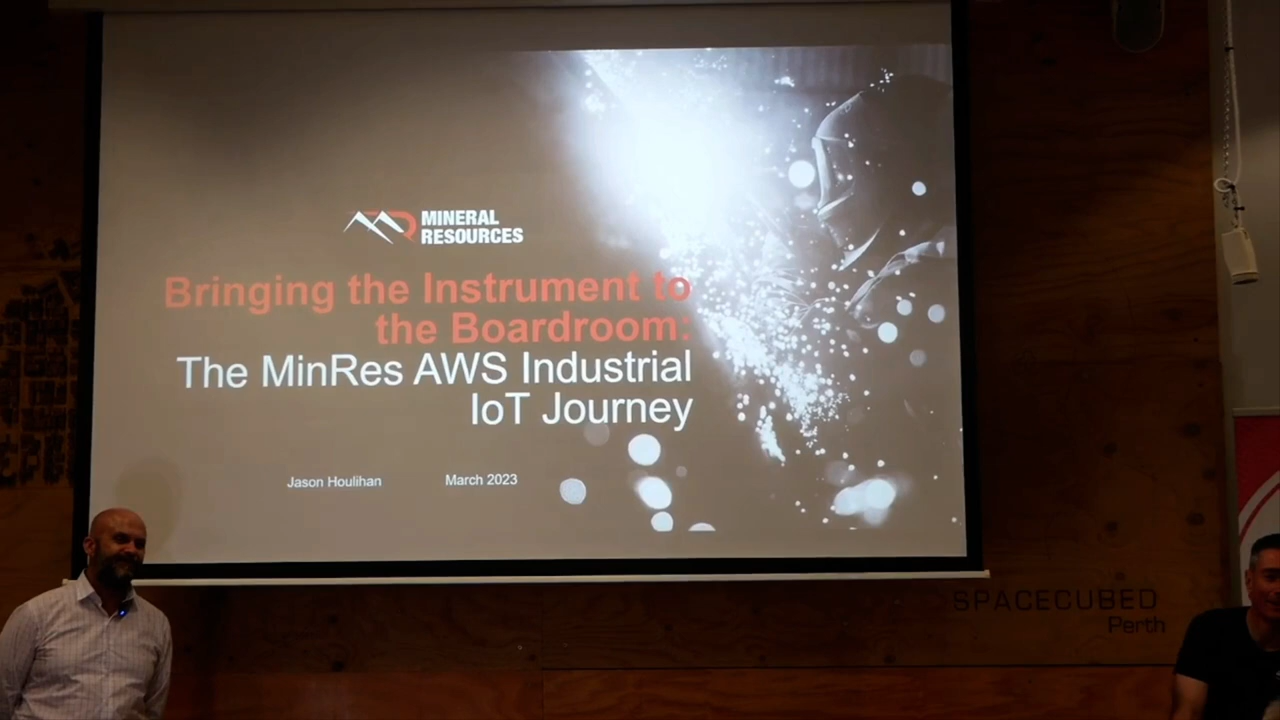 MINERAL
RESOURCES
Bringing the Instrument to
the Boardroom:
The MinRes AWS Industrial
IoT Journey
Jason Houlihan
March 2023
SPACECUBED
Perth